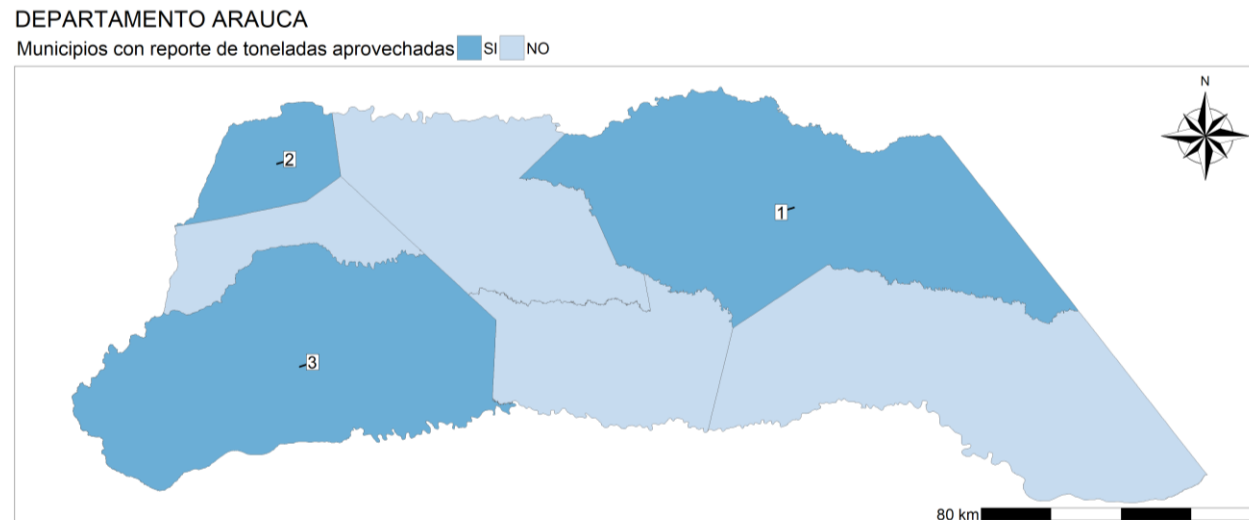 DEPARTAMENTO ARAUCA
Municipios con reporte de toneladas aprovechadas SI NO
N
2
1
3
80 km